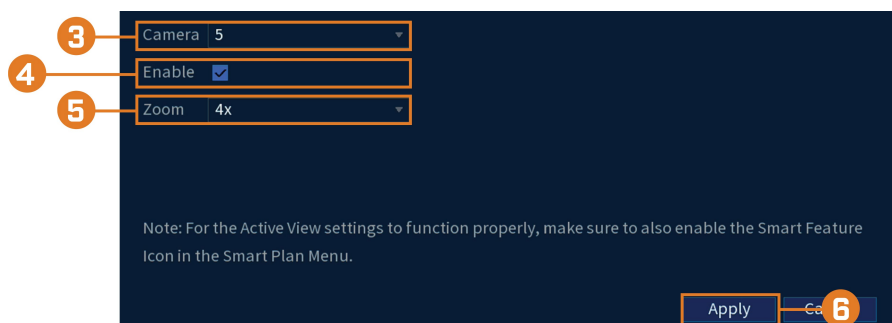 3 Camera 5
4 Enable
5 Zoom 4x
Note: For the Active View settings to function properly, make sure to also enable the Smart Feature
Icon in the Smart Plan Menu.
Apply 6